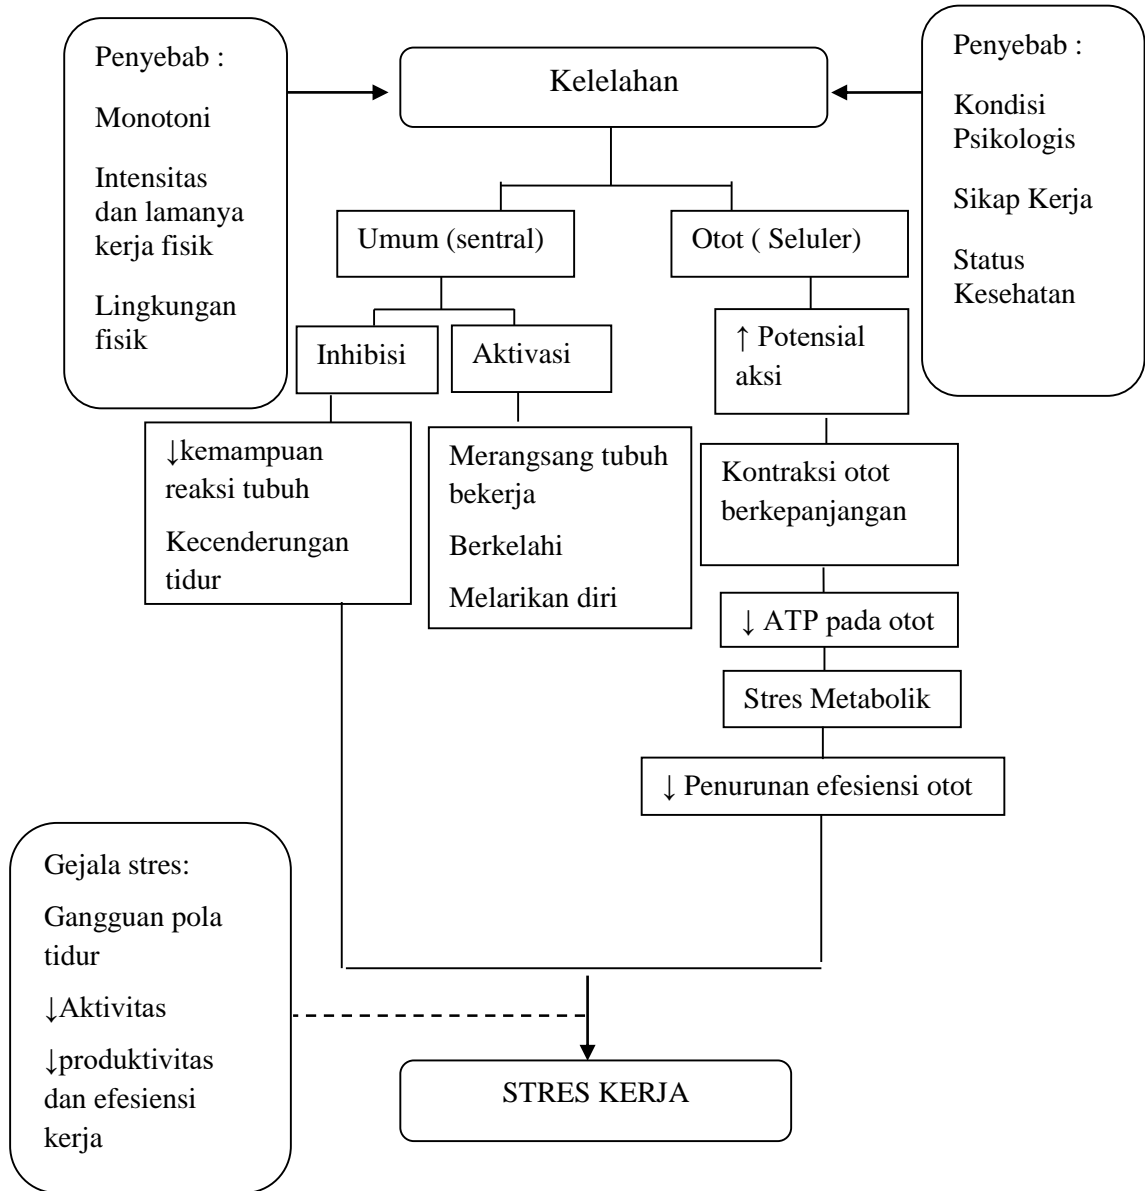 Penyebab :
Monotoni
Intensitas
dan lamanya
kerja fisik
Lingkungan
fisik
Kelelahan
Penyebab :
Kondisi
Psikologis
Sikap Kerja
Status
Kesehatan
Umum (sentral)
Otot ( Seluler)
Inhibisi
Aktivasi
↑ Potensial
aksi
↓kemampuan
reaksi tubuh
Kecenderungan
tidur
Merangsang tubuh
bekerja
Berkelahi
Melarikan diri
Kontraksi otot
berkepanjangan
↓ ATP pada otot
Stres Metabolik
↓ Penurunan efesiensi otot
Gejala stres:
Gangguan pola
tidur
↓Aktivitas
↓produktivitas
dan efesiensi
kerja
STRES KERJA